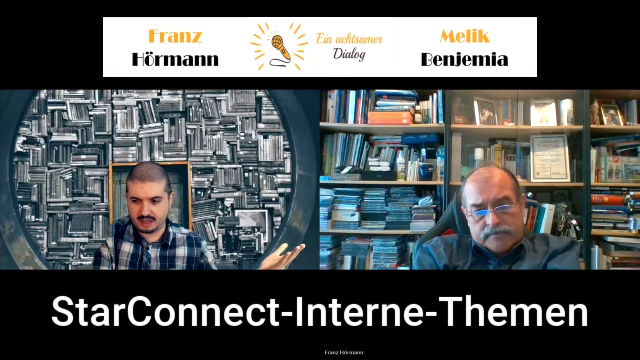 Franz
Hörmann
Ein achtsamer
Dialog
Melik
Benjemia
StarConnect-Interne-Themen
Franz Hörmann